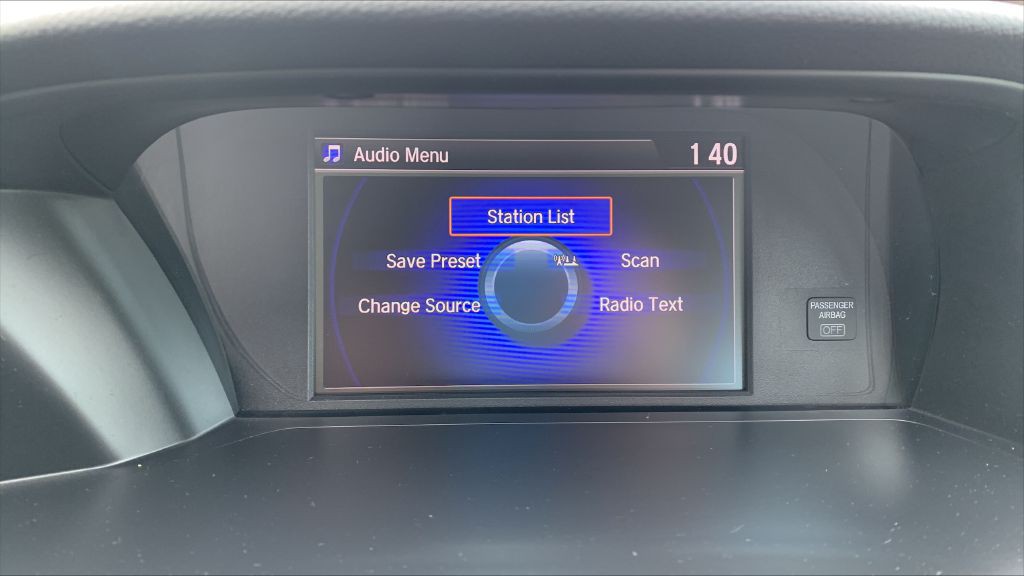 Audio Menu
1 40
Station List
Save Preset
Scan
Change Source
Radio Text
PASSENGER
AIRBAG
OFF